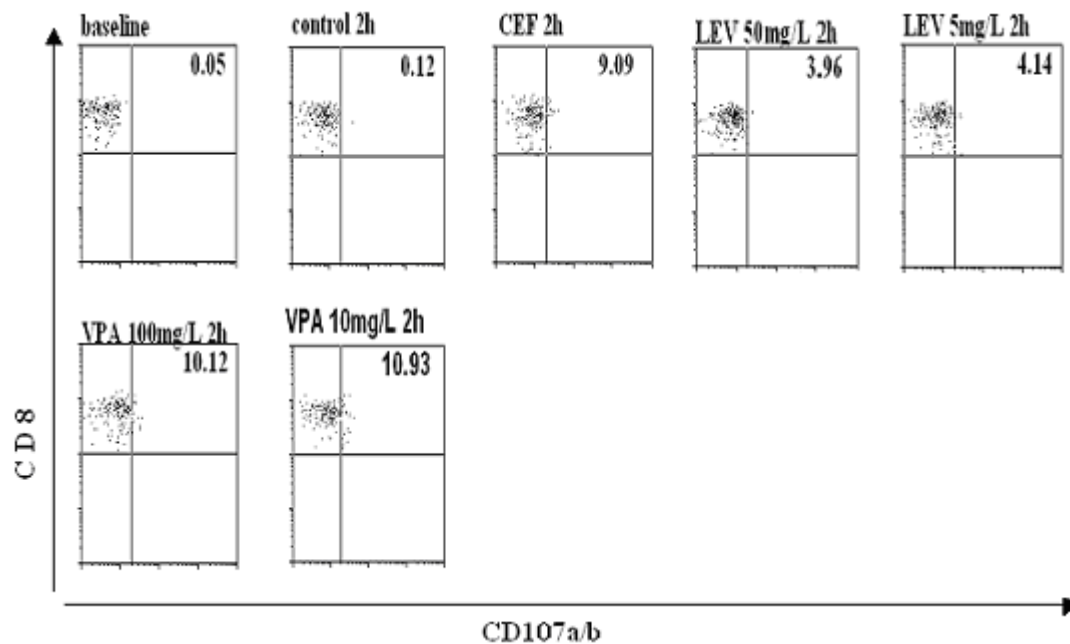 baseline
0.05
control 2h
0.12
CEF 2h
9.09
LEV 50mg/L 2h
3.96
LEV 5mg/L 2h
4.14
VPA 100mg/L 2h
10.12
VPA 10mg/L 2h
10.93
CD8
CD107a/b